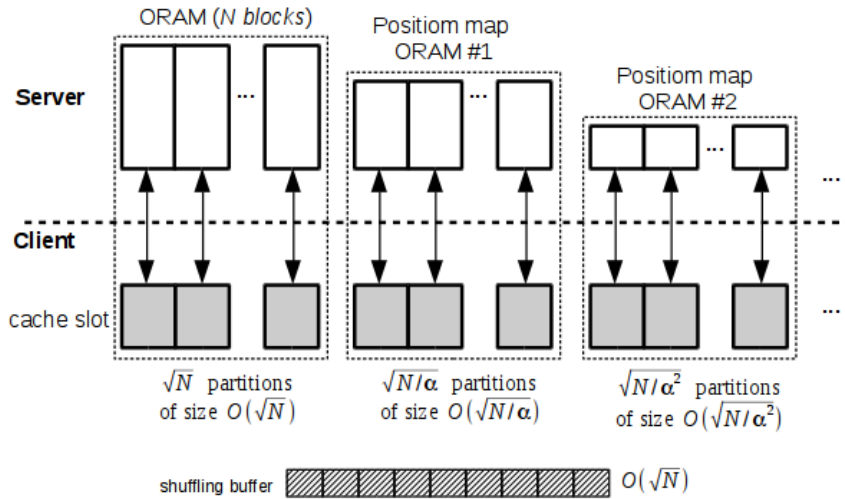 ORAM (N blocks)
Positiom map
ORAM #1
Positiom map
ORAM #2
Server
...
...
...
...
Client
cache slot
...
√N partitions
of size O(√N)
√N/α partitions
of size O(√N/α)
√N/α² partitions
of size O(√N/α²)
shuffling buffer
O(√N)